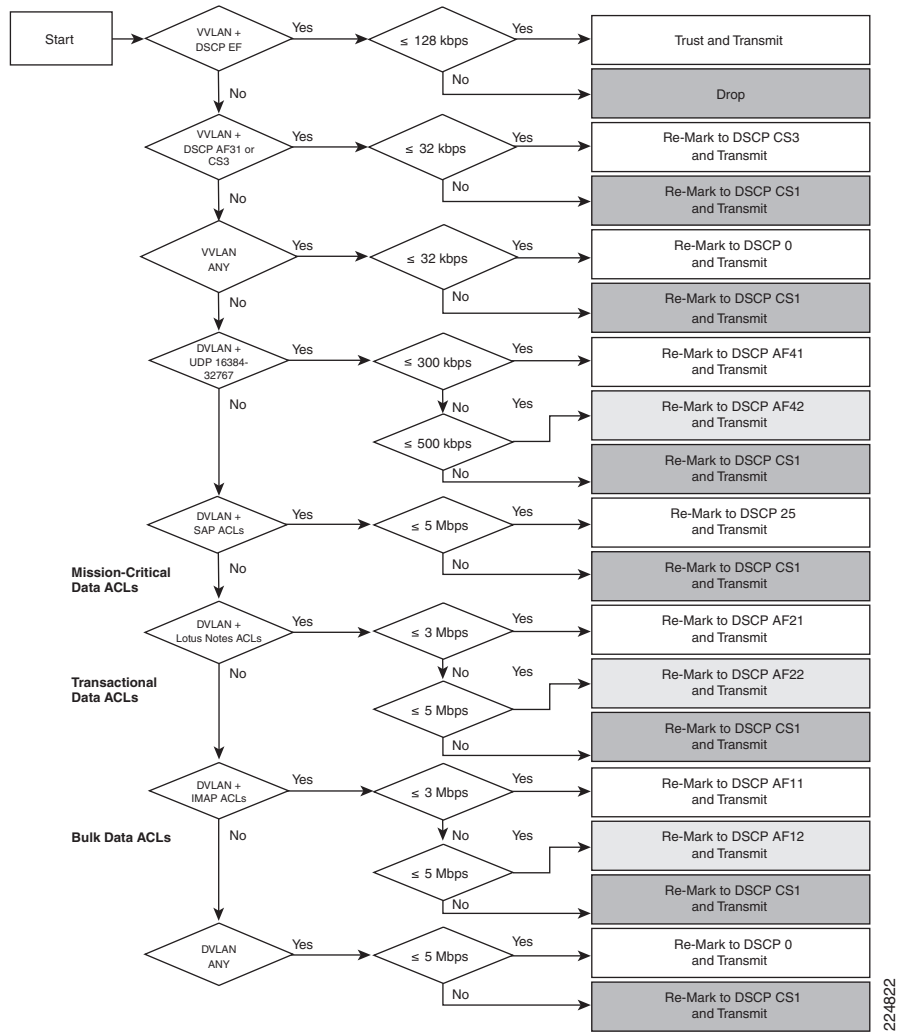 Start
VVLAN +
DSCP EF
Yes
≤ 128 kbps
Yes
Trust and Transmit
No
Drop
No
VVLAN +
DSCP AF31 or
CS3
Yes
≤ 32 kbps
Yes
Re-Mark to DSCP CS3
and Transmit
No
Re-Mark to DSCP CS1
and Transmit
No
VVLAN
ANY
Yes
≤ 32 kbps
Yes
Re-Mark to DSCP 0
and Transmit
No
Re-Mark to DSCP CS1
and Transmit
No
DVLAN +
UDP 16384-
32767
Yes
≤ 300 kbps
Yes
Re-Mark to DSCP AF41
and Transmit
No
≤ 500 kbps
Yes
Re-Mark to DSCP AF42
and Transmit
No
Re-Mark to DSCP CS1
and Transmit
No
DVLAN +
SAP ACLs
Yes
≤ 5 Mbps
Yes
Re-Mark to DSCP 25
and Transmit
No
Re-Mark to DSCP CS1
and Transmit
No
Mission-Critical
Data ACLs
DVLAN +
Lotus Notes ACLs
Yes
≤ 3 Mbps
Yes
Re-Mark to DSCP AF21
and Transmit
No
≤ 5 Mbps
Yes
Re-Mark to DSCP AF22
and Transmit
No
Re-Mark to DSCP CS1
and Transmit
No
Transactional
Data ACLs
DVLAN +
IMAP ACLs
Yes
≤ 3 Mbps
Yes
Re-Mark to DSCP AF11
and Transmit
No
≤ 5 Mbps
Yes
Re-Mark to DSCP AF12
and Transmit
No
Re-Mark to DSCP CS1
and Transmit
No
Bulk Data ACLs
DVLAN
ANY
Yes
≤ 5 Mbps
Yes
Re-Mark to DSCP 0
and Transmit
No
Re-Mark to DSCP CS1
and Transmit
224822